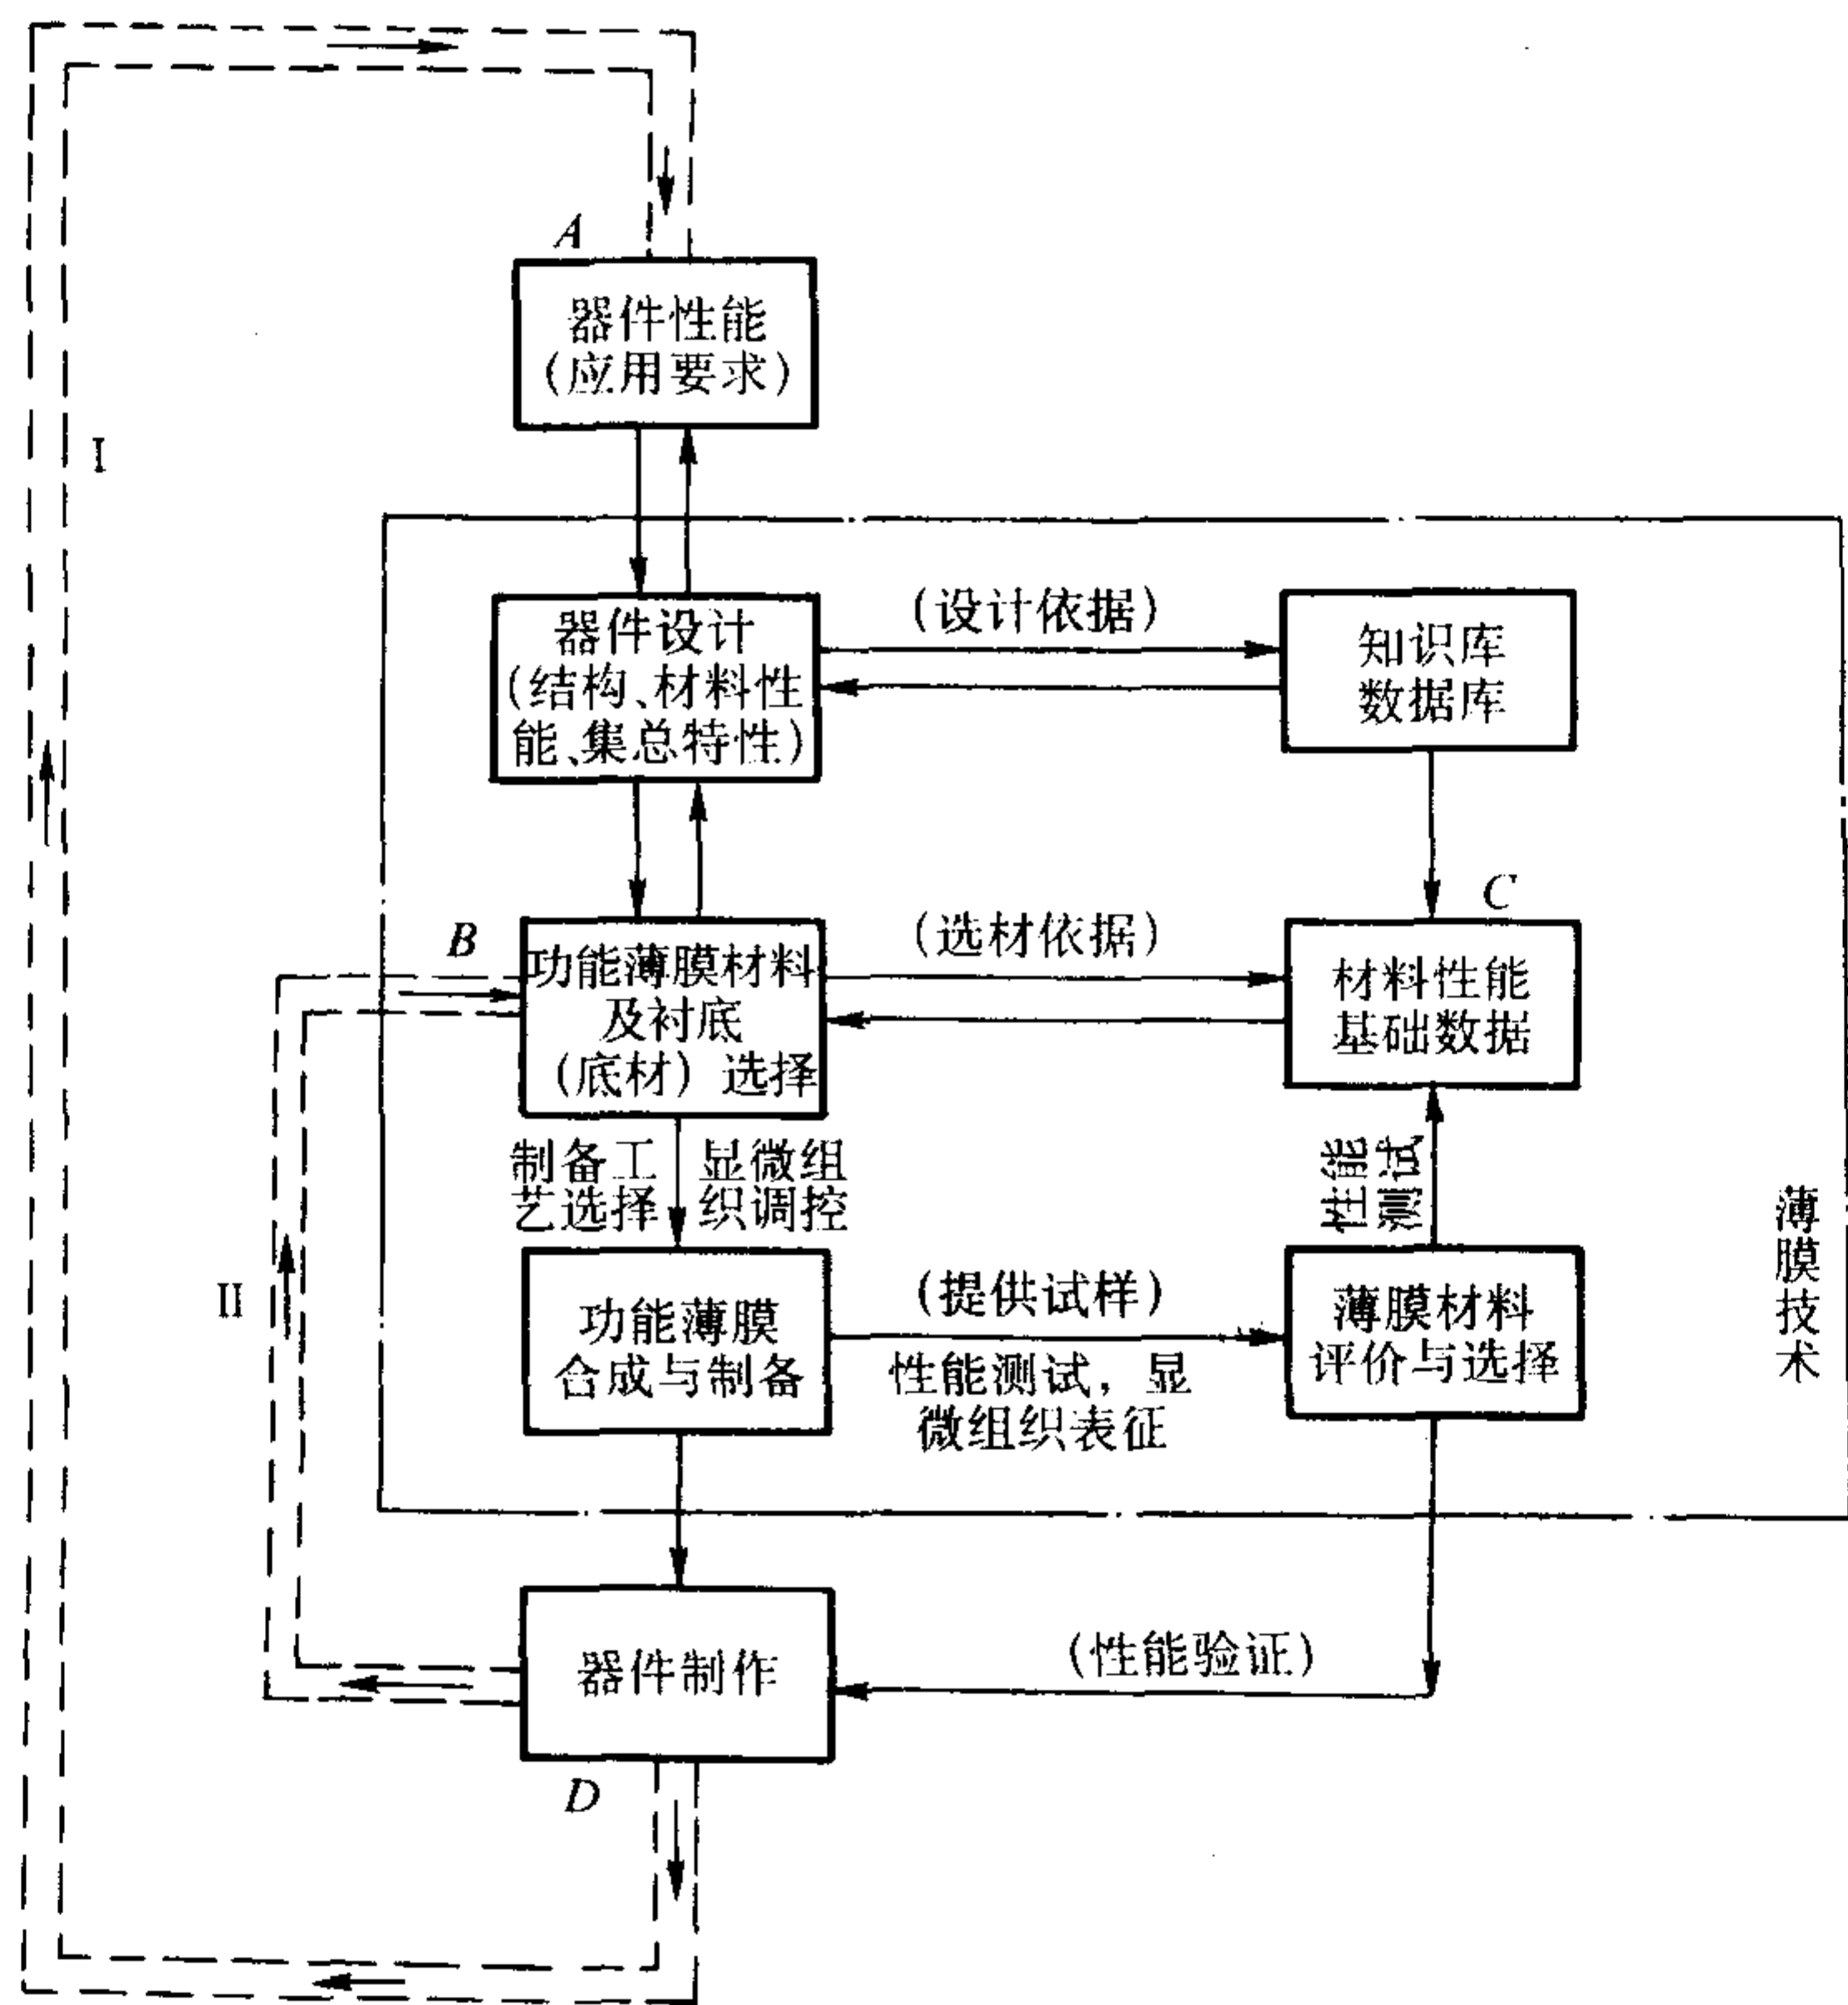 I
A
器件性能
(应用要求)
器件设计
(结构、材料性
能、集总特性)
(设计依据)
知识库
数据库
B
功能薄膜材料
及衬底
(底材) 选择
(选材依据)
C
材料性能
基础数据
制备工
艺选择
显微组
织调控
性能
测试
II
功能薄膜
合成与制备
(提供试样)
性能测试，显
微组织表征
薄膜材料
评价与选择
薄膜技术
器件制作
(性能验证)
D